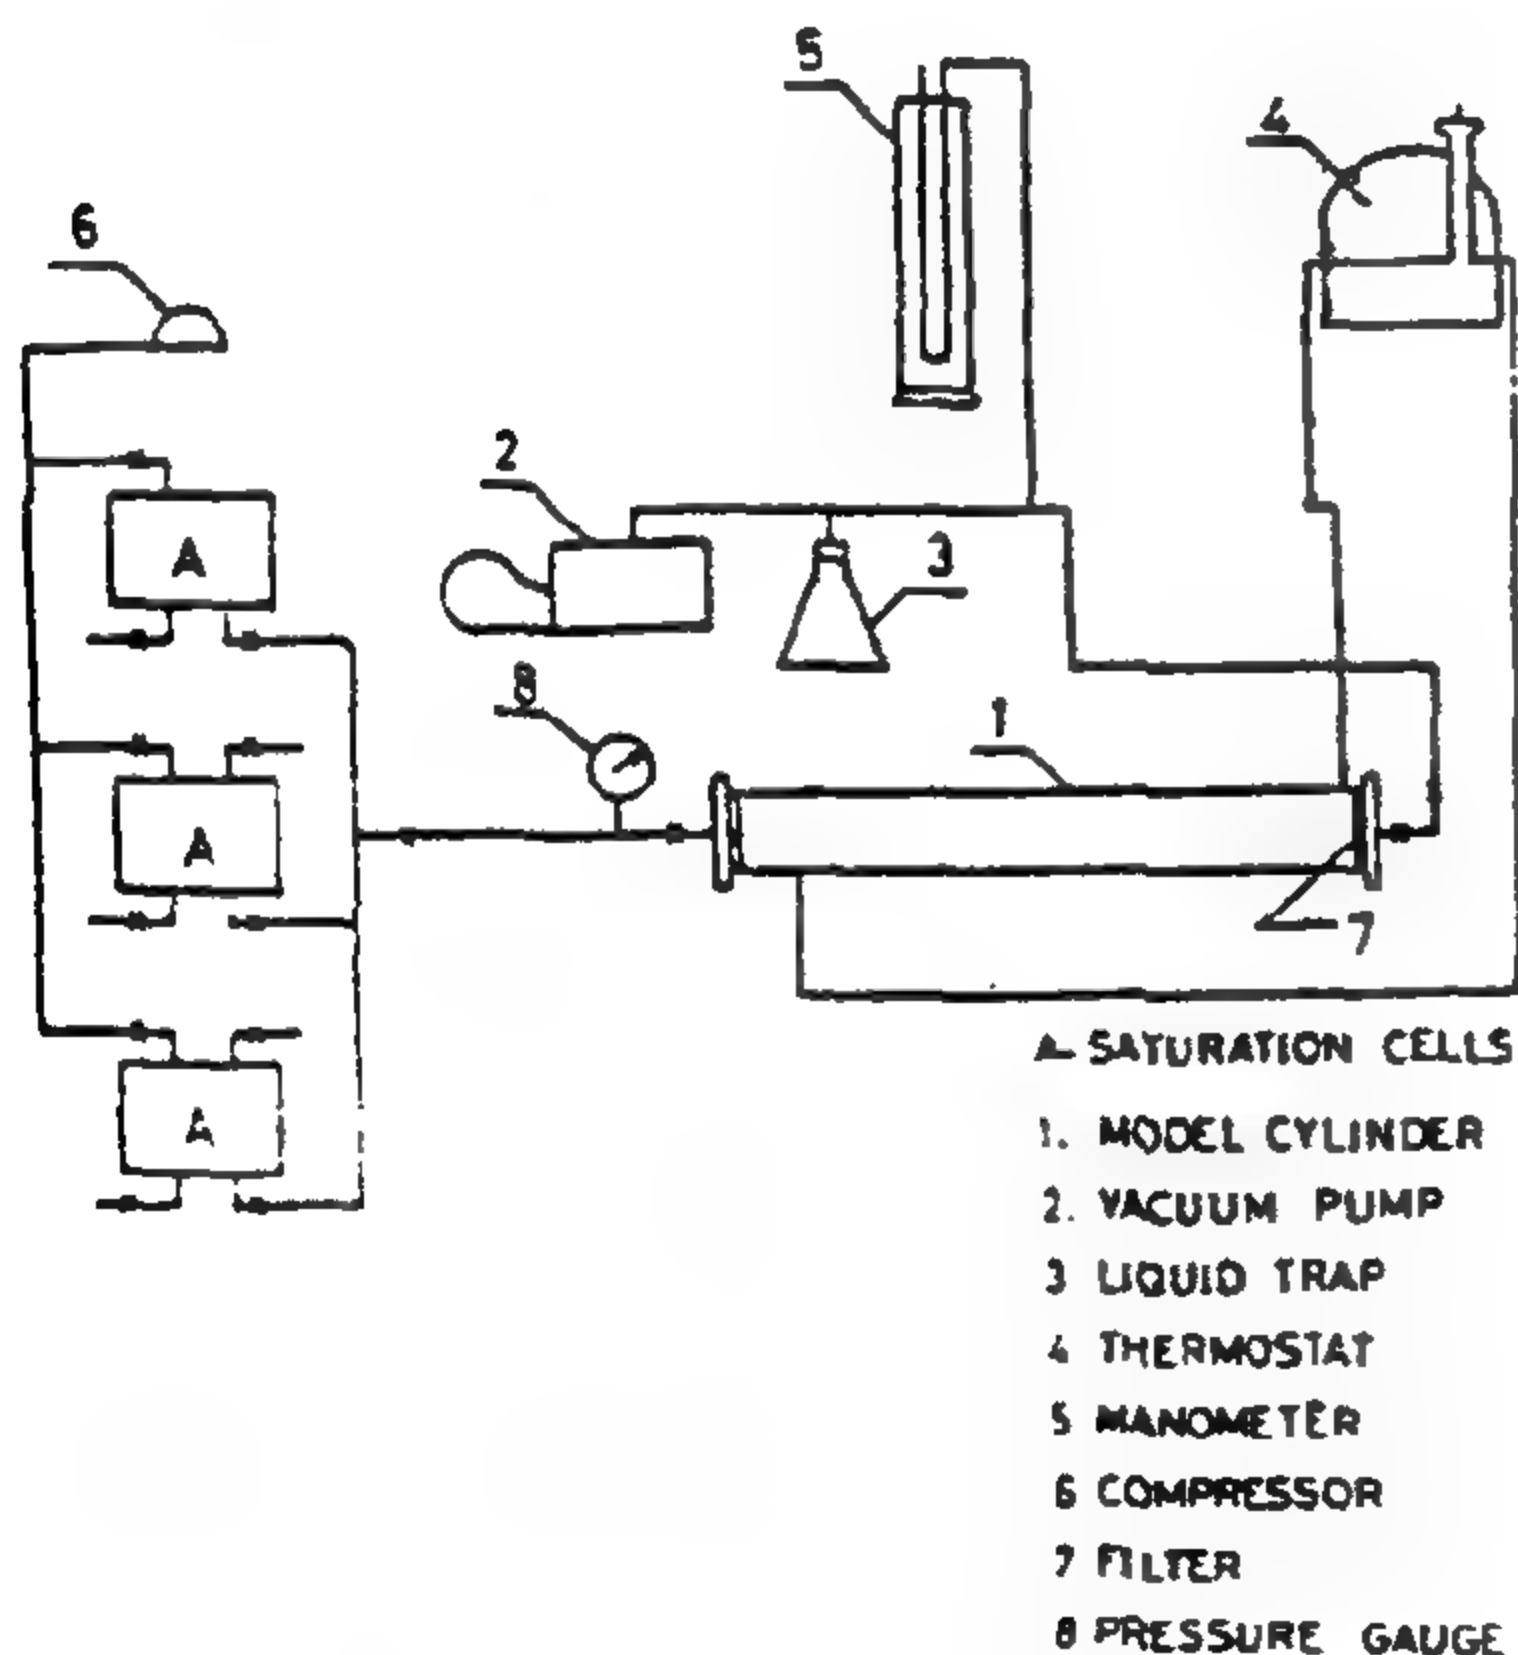 5
4
6
2
3
8
1
A
A
A
7
A- SATURATION CELLS
1. MODEL CYLINDER
2. VACUUM PUMP
3 LIQUID TRAP
4 THERMOSTAT
5 MANOMETER
6 COMPRESSOR
7 FILTER
8 PRESSURE GAUGE